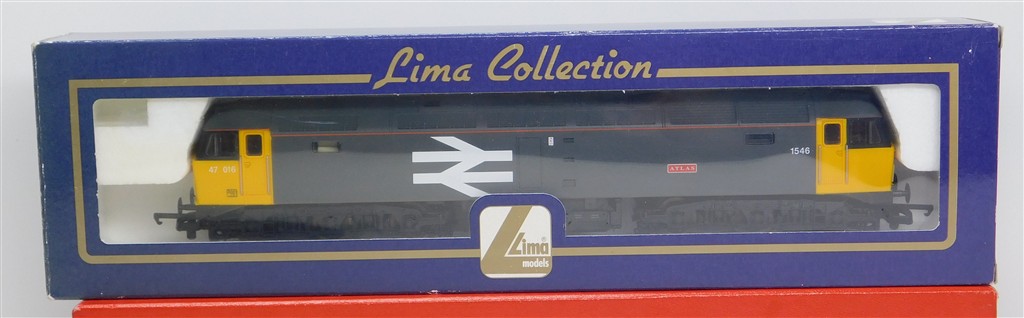 Lima Collection
47 016
1546
ATLAS
Lima
models